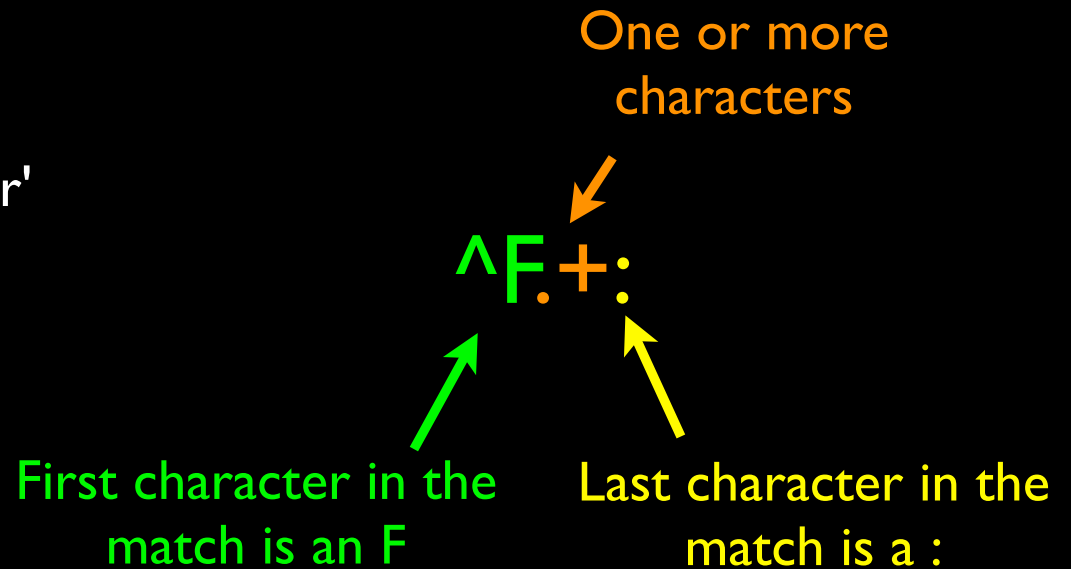 One or more
characters
r'
^F.+:
First character in the
match is an F
Last character in the
match is a :